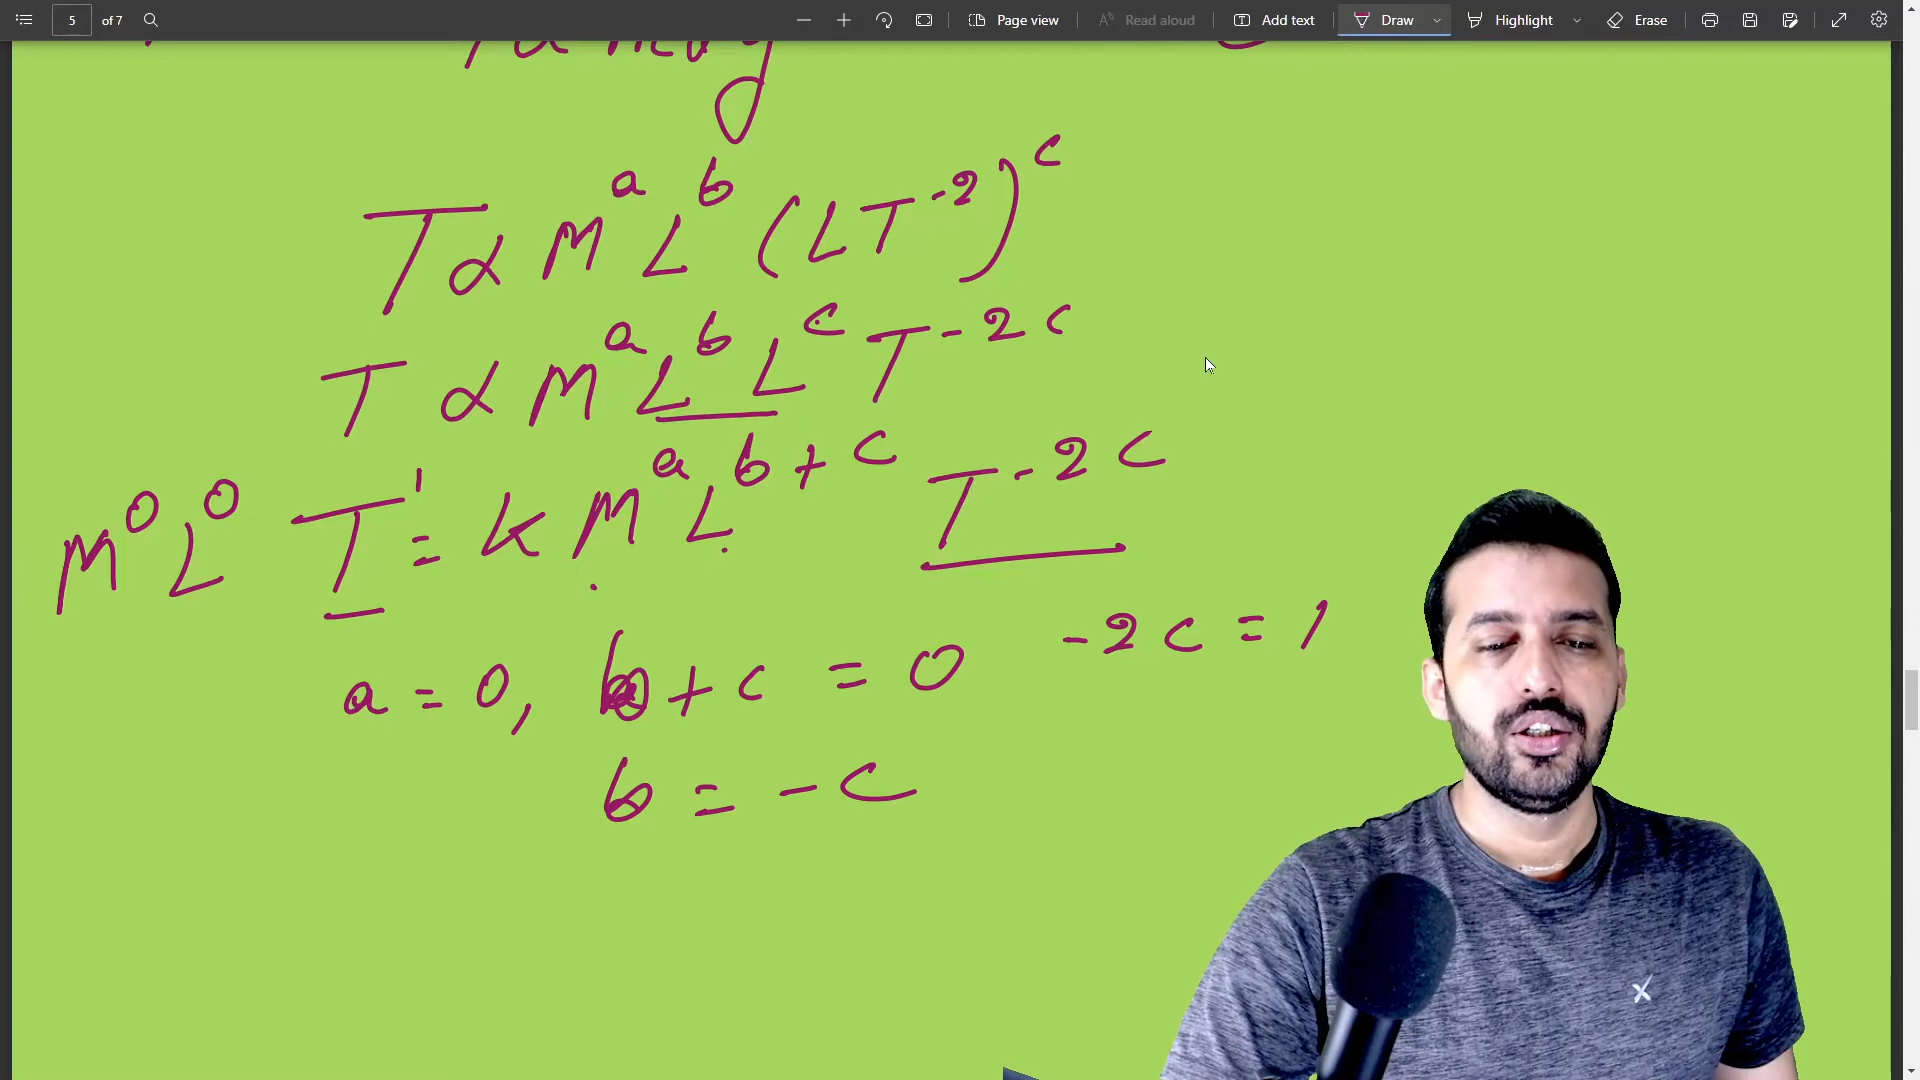 5 of 7 Page view Read aloud Add text Draw Highlight Erase
T ∝ M^a L^b (LT^-2)^c
T ∝ M^a L^b L^c T^-2c
M^0 L^0 T^1 = k M^a L^b+c T^-2c
a = 0, b + c = 0 -2c = 1
b = -c